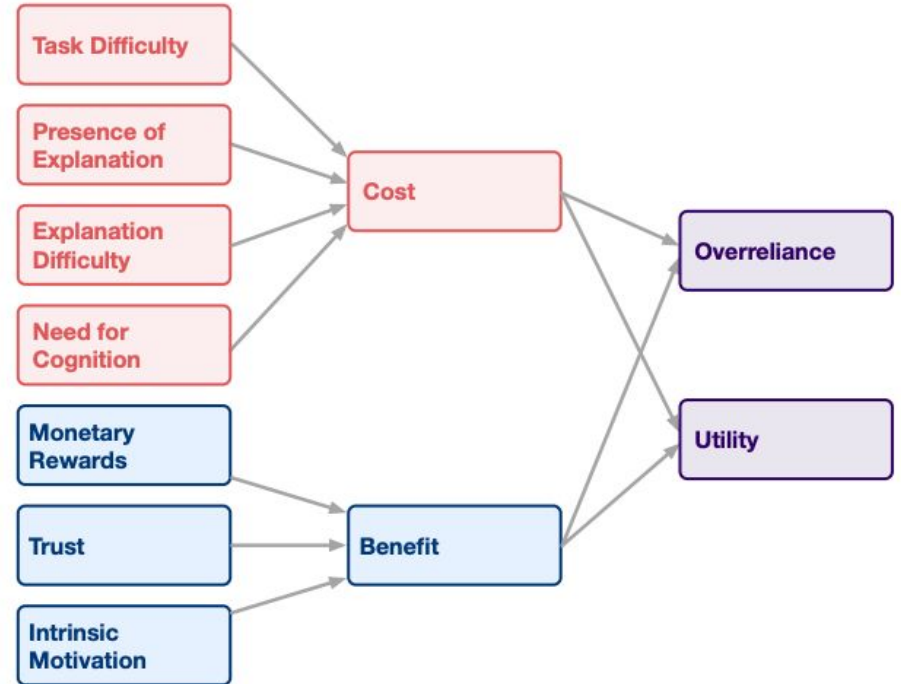 Task Difficulty
Presence of
Explanation
Explanation
Difficulty
Need for
Cognition
Monetary
Rewards
Trust
Intrinsic
Motivation
Cost
Benefit
Overreliance
Utility